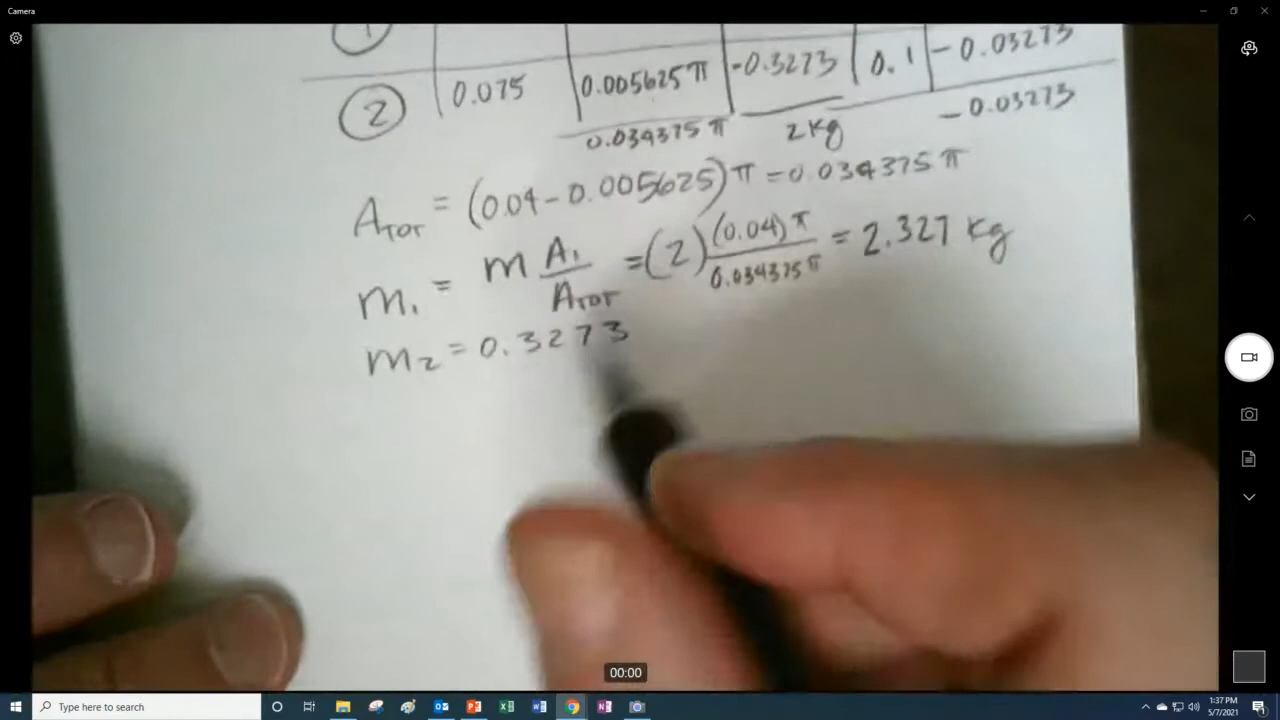 Camera
① 
② 0.075 0.005625π -0.3273 0.1 -0.03273
0.034375π 2kg -0.03273
A_TOT = (0.04-0.005625)π = 0.034375π
m₁ = m A₁/A_TOT = (2) (0.04)π/0.034375π = 2.327 kg
m₂ = 0.3273
00:00
Type here to search
1:37 PM
5/7/2021